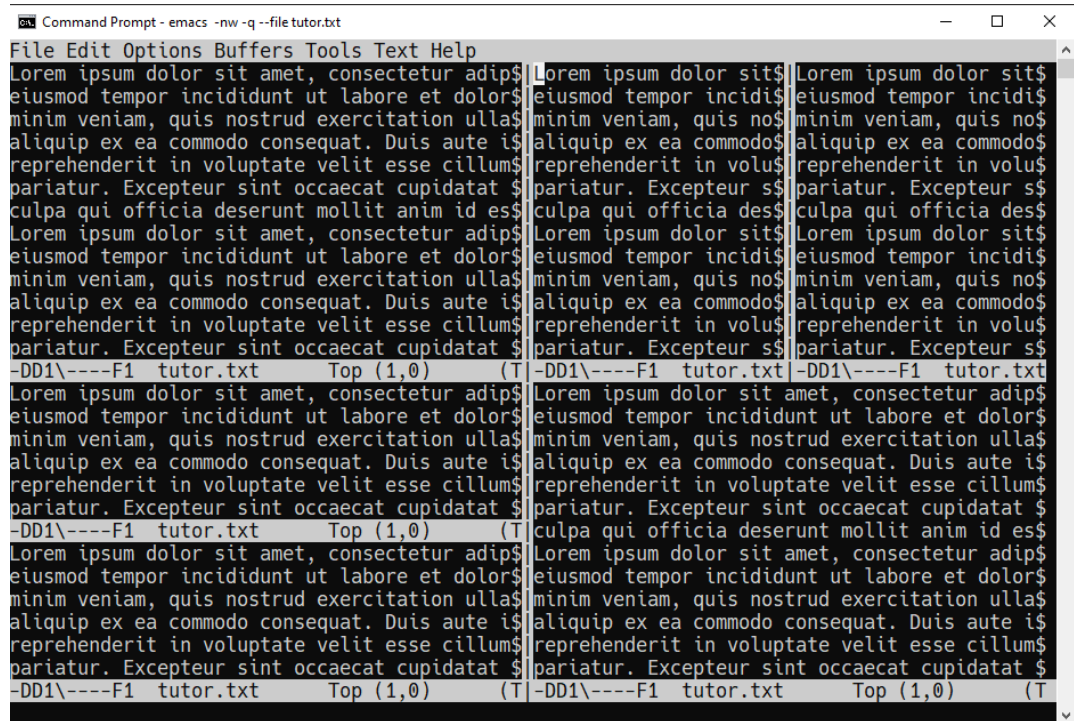 Command Prompt - emacs -nw -q --file tutor.txt
File Edit Options Buffers Tools Text Help
Lorem ipsum dolor sit amet, consectetur adip$
eiusmod tempor incididunt ut labore et dolor$
minim veniam, quis nostrud exercitation ulla$
aliquip ex ea commodo consequat. Duis aute i$
reprehenderit in voluptate velit esse cillum$
pariatur. Excepteur sint occaecat cupidatat $
culpa qui officia deserunt mollit anim id es$
Lorem ipsum dolor sit amet, consectetur adip$
eiusmod tempor incididunt ut labore et dolor$
minim veniam, quis nostrud exercitation ulla$
aliquip ex ea commodo consequat. Duis aute i$
reprehenderit in voluptate velit esse cillum$
pariatur. Excepteur sint occaecat cupidatat $
-DD1\----F1 tutor.txt Top (1,0) (T
Lorem ipsum dolor sit$
eiusmod tempor incidi$
minim veniam, quis no$
aliquip ex ea commodo$
reprehenderit in volu$
pariatur. Excepteur s$
culpa qui officia des$
Lorem ipsum dolor sit$
eiusmod tempor incidi$
minim veniam, quis no$
aliquip ex ea commodo$
reprehenderit in volu$
pariatur. Excepteur s$
-DD1\----F1 tutor.txt
Lorem ipsum dolor sit$
eiusmod tempor incidi$
minim veniam, quis no$
aliquip ex ea commodo$
reprehenderit in volu$
pariatur. Excepteur s$
culpa qui officia des$
Lorem ipsum dolor sit$
eiusmod tempor incidi$
minim veniam, quis no$
aliquip ex ea commodo$
reprehenderit in volu$
pariatur. Excepteur s$
-DD1\----F1 tutor.txt
Lorem ipsum dolor sit amet, consectetur adip$
eiusmod tempor incididunt ut labore et dolor$
minim veniam, quis nostrud exercitation ulla$
aliquip ex ea commodo consequat. Duis aute i$
reprehenderit in voluptate velit esse cillum$
pariatur. Excepteur sint occaecat cupidatat $
-DD1\----F1 tutor.txt Top (1,0) (T
Lorem ipsum dolor sit amet, consectetur adip$
eiusmod tempor incididunt ut labore et dolor$
minim veniam, quis nostrud exercitation ulla$
aliquip ex ea commodo consequat. Duis aute i$
reprehenderit in voluptate velit esse cillum$
pariatur. Excepteur sint occaecat cupidatat $
-DD1\----F1 tutor.txt Top (1,0) (T
Lorem ipsum dolor sit amet, consectetur adip$
eiusmod tempor incididunt ut labore et dolor$
minim veniam, quis nostrud exercitation ulla$
aliquip ex ea commodo consequat. Duis aute i$
reprehenderit in voluptate velit esse cillum$
pariatur. Excepteur sint occaecat cupidatat $
culpa qui officia deserunt mollit anim id es$
Lorem ipsum dolor sit amet, consectetur adip$
eiusmod tempor incididunt ut labore et dolor$
minim veniam, quis nostrud exercitation ulla$
aliquip ex ea commodo consequat. Duis aute i$
reprehenderit in voluptate velit esse cillum$
pariatur. Excepteur sint occaecat cupidatat $
-DD1\----F1 tutor.txt Top (1,0) (T